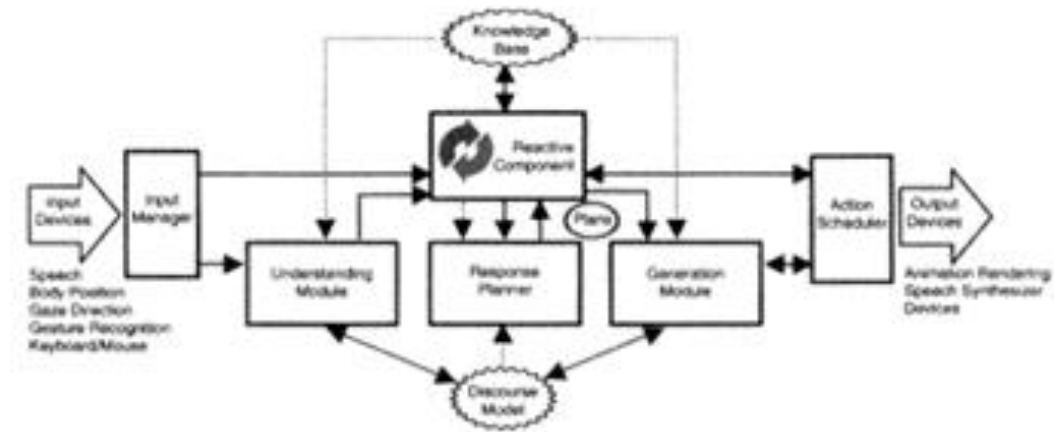 Knowledge
Base
Reactive
Component
Input
Devices
Input
Manager
Action
Scheduler
Output
Devices
Plans
Understanding
Module
Response
Planner
Generation
Module
Speech
Body Position
Gaze Direction
Gesture Recognition
Keyboard/Mouse
Animation Rendering
Speech Synthesizer
Devices
Discourse
Model